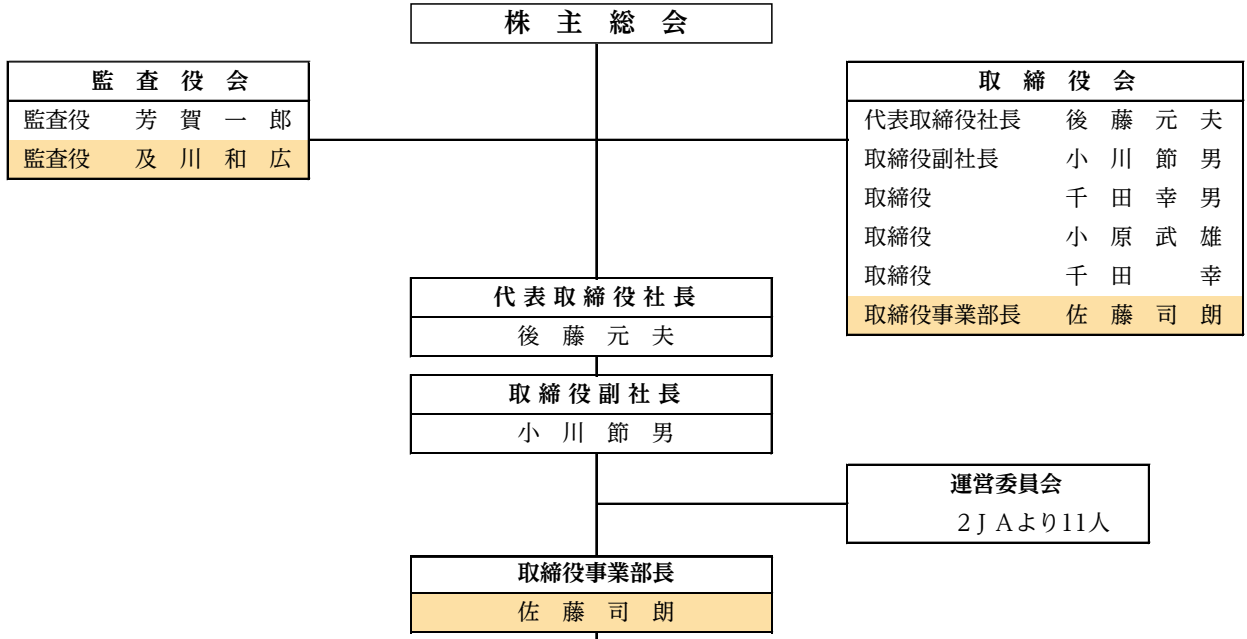 株主総会
監査役会
監査役 芳賀一郎
監査役 及川和広
取締役会
代表取締役社長 後藤元夫
取締役副社長 小川節男
取締役 千田幸男
取締役 小原武雄
取締役 千田 幸
取締役事業部長 佐藤司朗
代表取締役社長
後藤元夫
取締役副社長
小川節男
運営委員会
2JAより11人
取締役事業部長
佐藤司朗